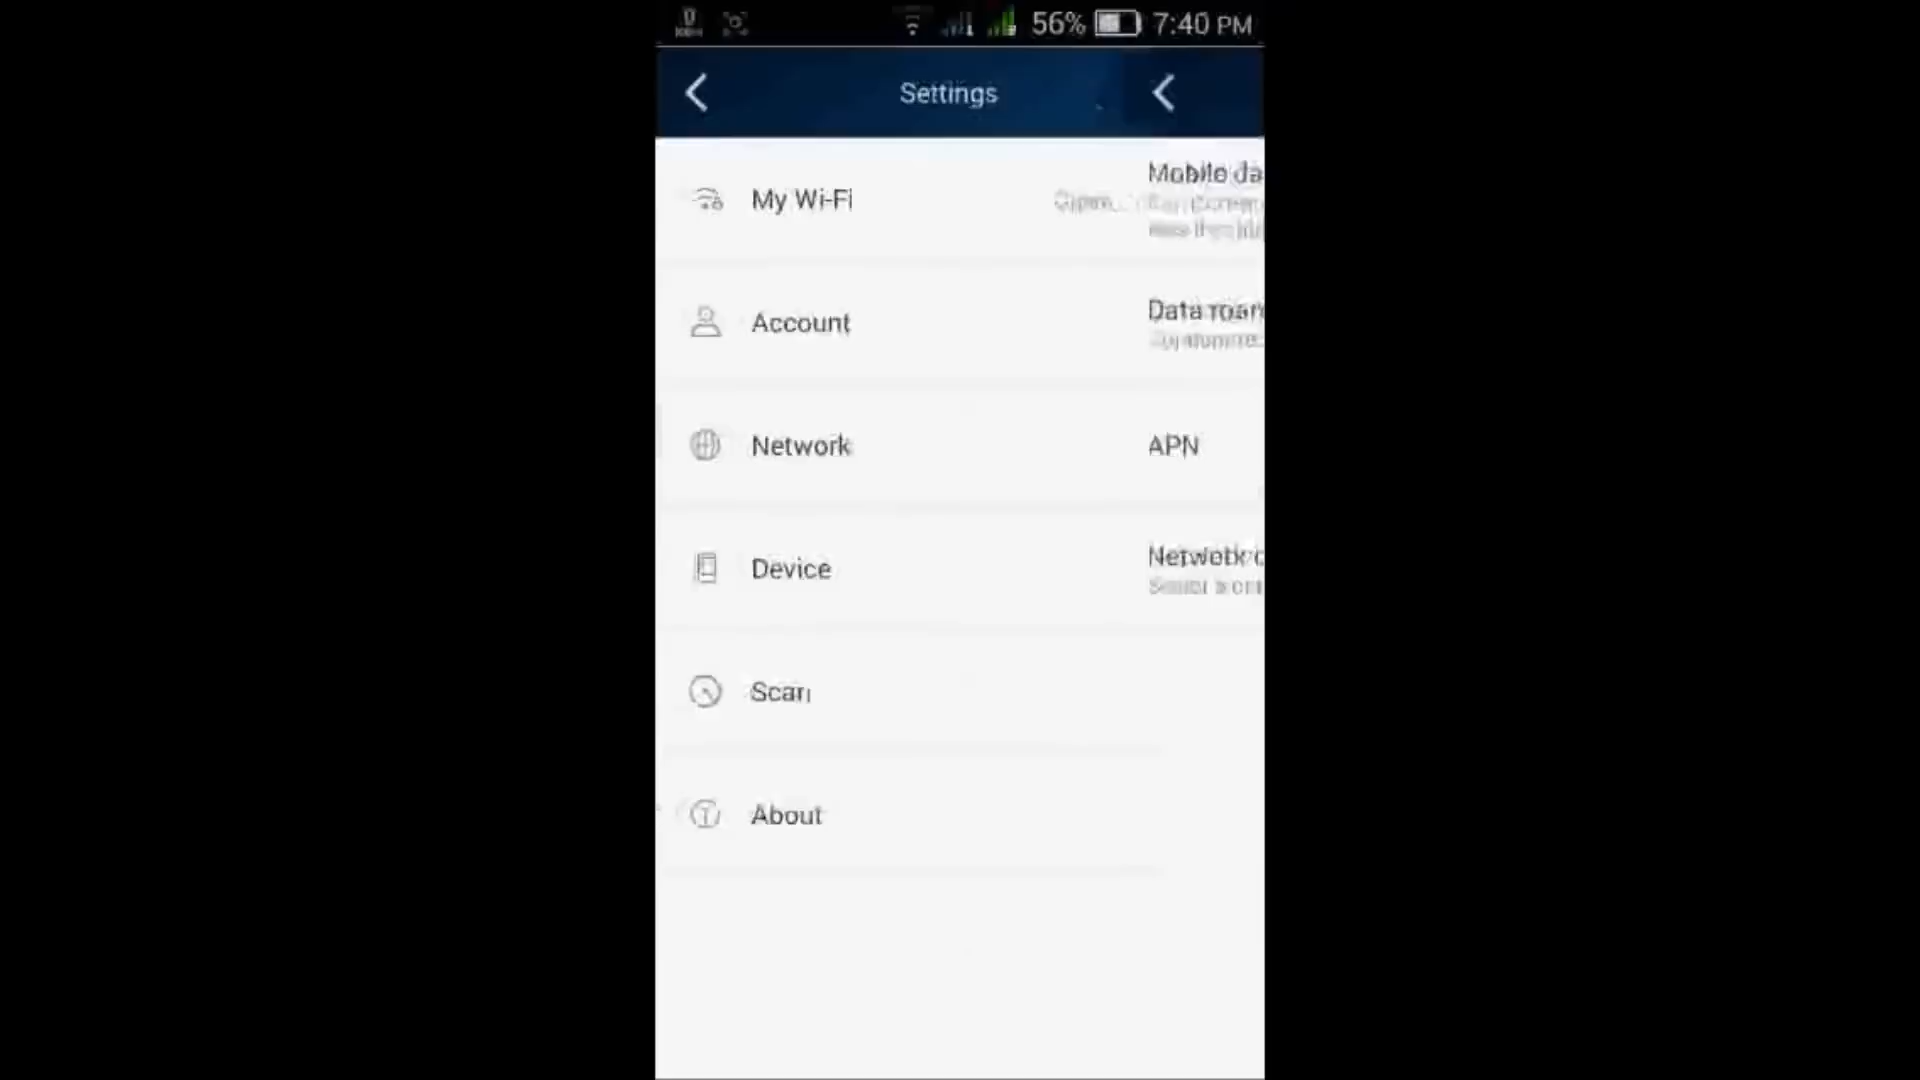 56% 7:40 PM
Settings
My Wi-Fi
Account
Network
Device
Scan
About
Mobile da
Data roam
APN
Network c